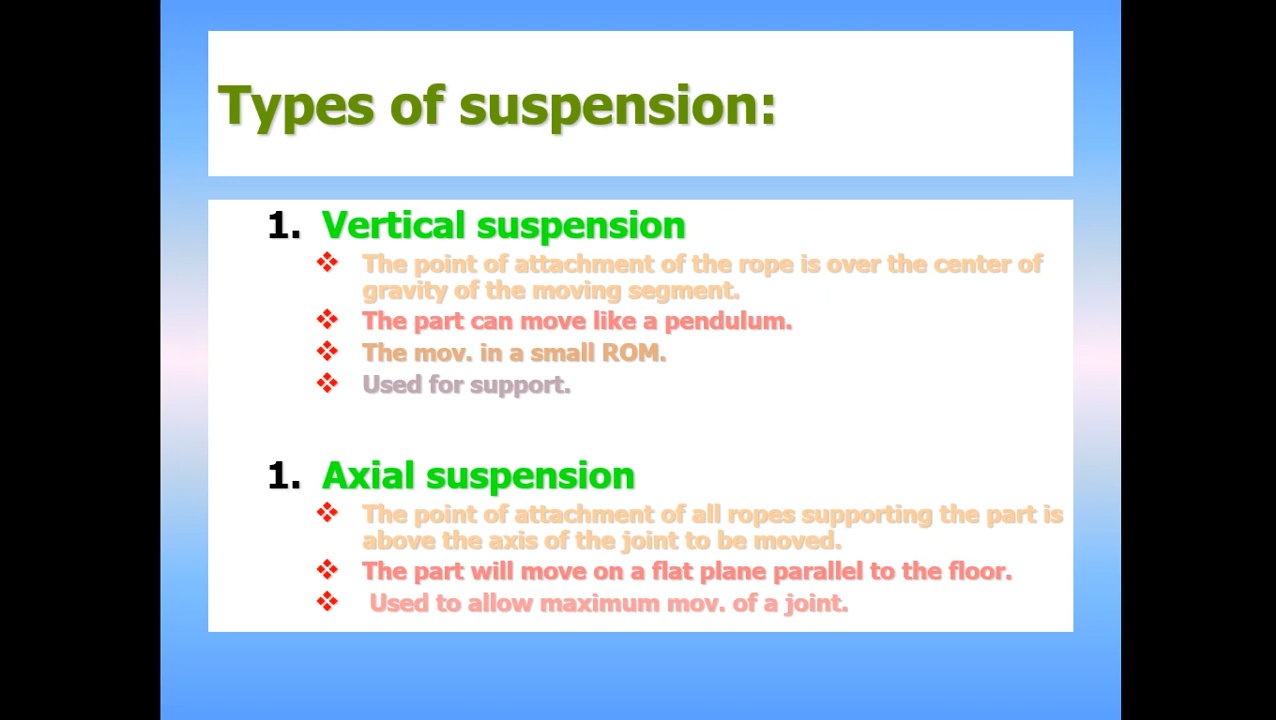 Types of suspension:
1. Vertical suspension
❖ The point of attachment of the rope is over the center of
gravity of the moving segment.
❖ The part can move like a pendulum.
❖ The mov. in a small ROM.
❖ Used for support.
1. Axial suspension
❖ The point of attachment of all ropes supporting the part is
above the axis of the joint to be moved.
❖ The part will move on a flat plane parallel to the floor.
❖ Used to allow maximum mov. of a joint.